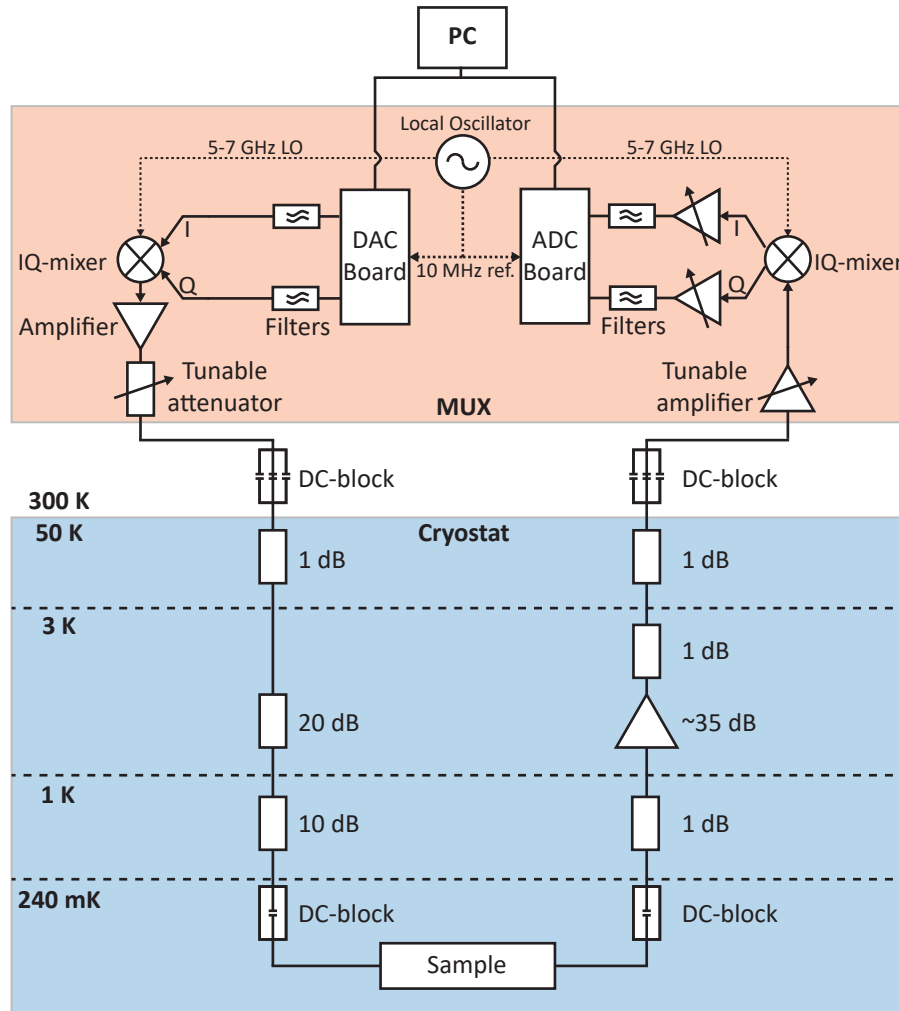 PC
Local Oscillator
5-7 GHz LO
5-7 GHz LO
I
DAC
Board
ADC
Board
I
IQ-mixer
10 MHz ref.
IQ-mixer
Q
Q
Amplifier
Filters
Filters
Tunable
attenuator
Tunable
amplifier
MUX
DC-block
DC-block
300 K
50 K
Cryostat
1 dB
1 dB
3 K
1 dB
20 dB
~35 dB
1 K
10 dB
1 dB
240 mK
DC-block
DC-block
Sample